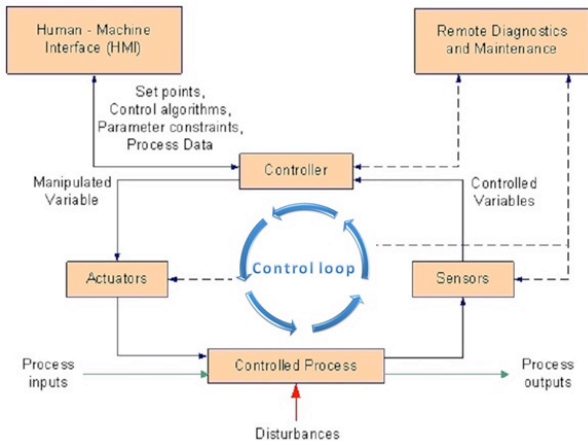 Human - Machine
Interface (HMI)
Remote Diagnostics
and Maintenance
Set points,
Control algorithms,
Parameter constraints,
Process Data
Controller
Manipulated
Variable
Controlled
Variables
Actuators
Control loop
Sensors
Process
inputs
Controlled Process
Process
outputs
Disturbances